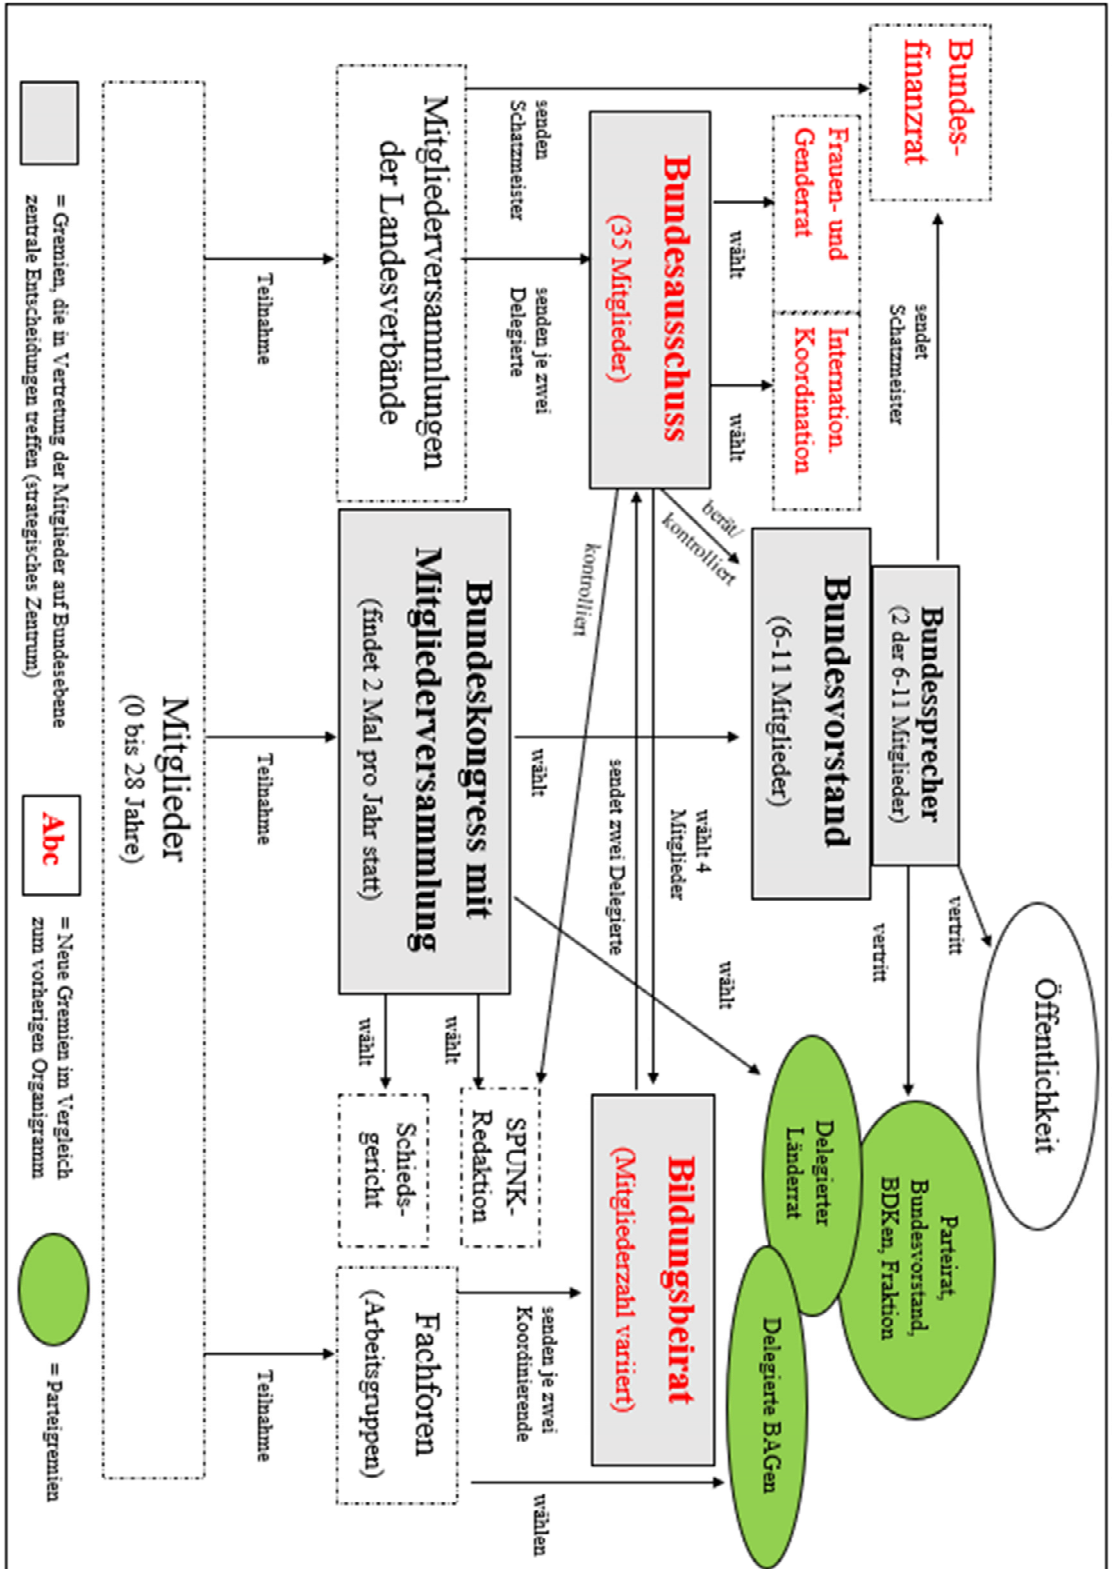 Bundes-
finanzrat
Frauen- und
Genderrat
Internation.
Koordination
sendet
Schatzmeister
Bundessprecher
(2 der 6-11 Mitglieder)
Bundesvorstand
(6-11 Mitglieder)
vertritt
vertritt
Öffentlichkeit
Parteirat,
Bundesvorstand,
BDKen, Fraktion
Delegierter
Länderrat
Delegierte BAGen
wählt
wählt
berät/
kontrolliert
wählt
Bundesausschuss
(35 Mitglieder)
wählt 4
Mitglieder
sendet zwei Delegierte
kontrolliert
Bildungsbeirat
(Mitgliederzahl variiert)
senden
Schatzmeister
senden je zwei
Delegierte
wählt
senden je zwei
Koordinierende
wählen
Mitgliederversammlungen
der Landesverbände
Bundeskongress mit
Mitgliederversammlung
(findet 2 Mal pro Jahr statt)
wählt
wählt
SPUNK-
Redaktion
Schieds-
gericht
Fachforen
(Arbeitsgruppen)
Teilnahme
Teilnahme
Teilnahme
Mitglieder
(0 bis 28 Jahre)
= Gremien, die in Vertretung der Mitglieder auf Bundesebene
zentrale Entscheidungen treffen (strategisches Zentrum)
Abc
= Neue Gremien im Vergleich
zum vorherigen Organigramm
= Parteigremien